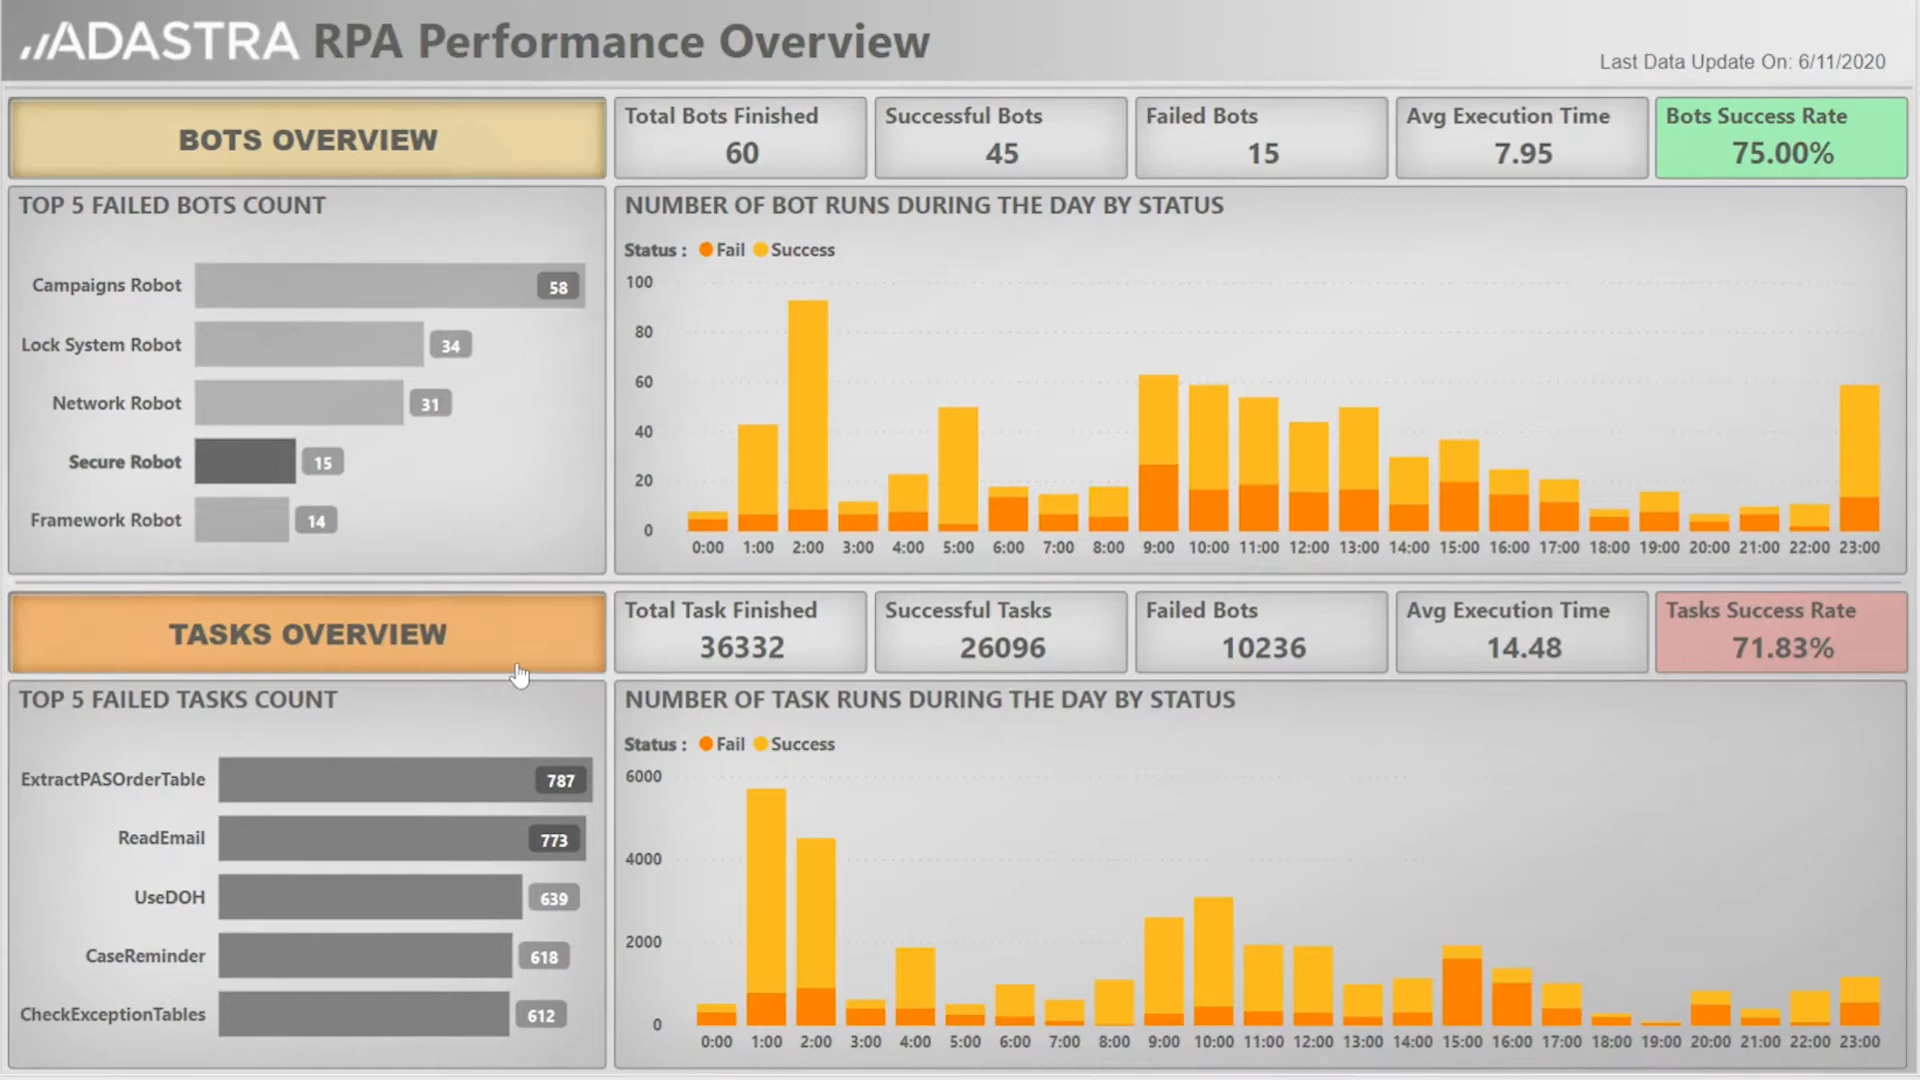 ADASTRA RPA Performance Overview
Last Data Update On: 6/11/2020
BOTS OVERVIEW
Total Bots Finished
60
Successful Bots
45
Failed Bots
15
Avg Execution Time
7.95
Bots Success Rate
75.00%
TOP 5 FAILED BOTS COUNT
Campaigns Robot 58
Lock System Robot 34
Network Robot 31
Secure Robot 15
Framework Robot 14
NUMBER OF BOT RUNS DURING THE DAY BY STATUS
Status : Fail Success
100
80
60
40
20
0
0:00 1:00 2:00 3:00 4:00 5:00 6:00 7:00 8:00 9:00 10:00 11:00 12:00 13:00 14:00 15:00 16:00 17:00 18:00 19:00 20:00 21:00 22:00 23:00
TASKS OVERVIEW
Total Task Finished
36332
Successful Tasks
26096
Failed Bots
10236
Avg Execution Time
14.48
Tasks Success Rate
71.83%
TOP 5 FAILED TASKS COUNT
ExtractPASOrderTable 787
ReadEmail 773
UseDOH 639
CaseReminder 618
CheckExceptionTables 612
NUMBER OF TASK RUNS DURING THE DAY BY STATUS
Status : Fail Success
6000
4000
2000
0
0:00 1:00 2:00 3:00 4:00 5:00 6:00 7:00 8:00 9:00 10:00 11:00 12:00 13:00 14:00 15:00 16:00 17:00 18:00 19:00 20:00 21:00 22:00 23:00